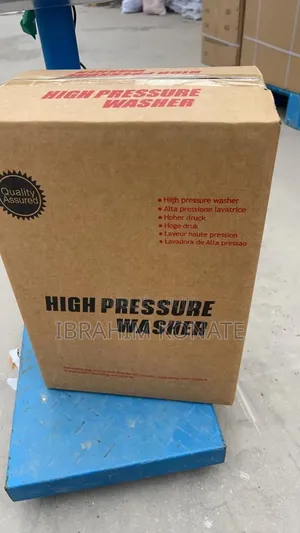 HIGH PRESSURE
WASHER
Quality
Assured
• High pressure washer
• Alta pressione lavatrice
• Hoher druck
• Hoge druk
• Laveur haute pression
• Lavadora de Alta pressao
HIGH PRESSURE
WASHER
IBRAHIM KONATE